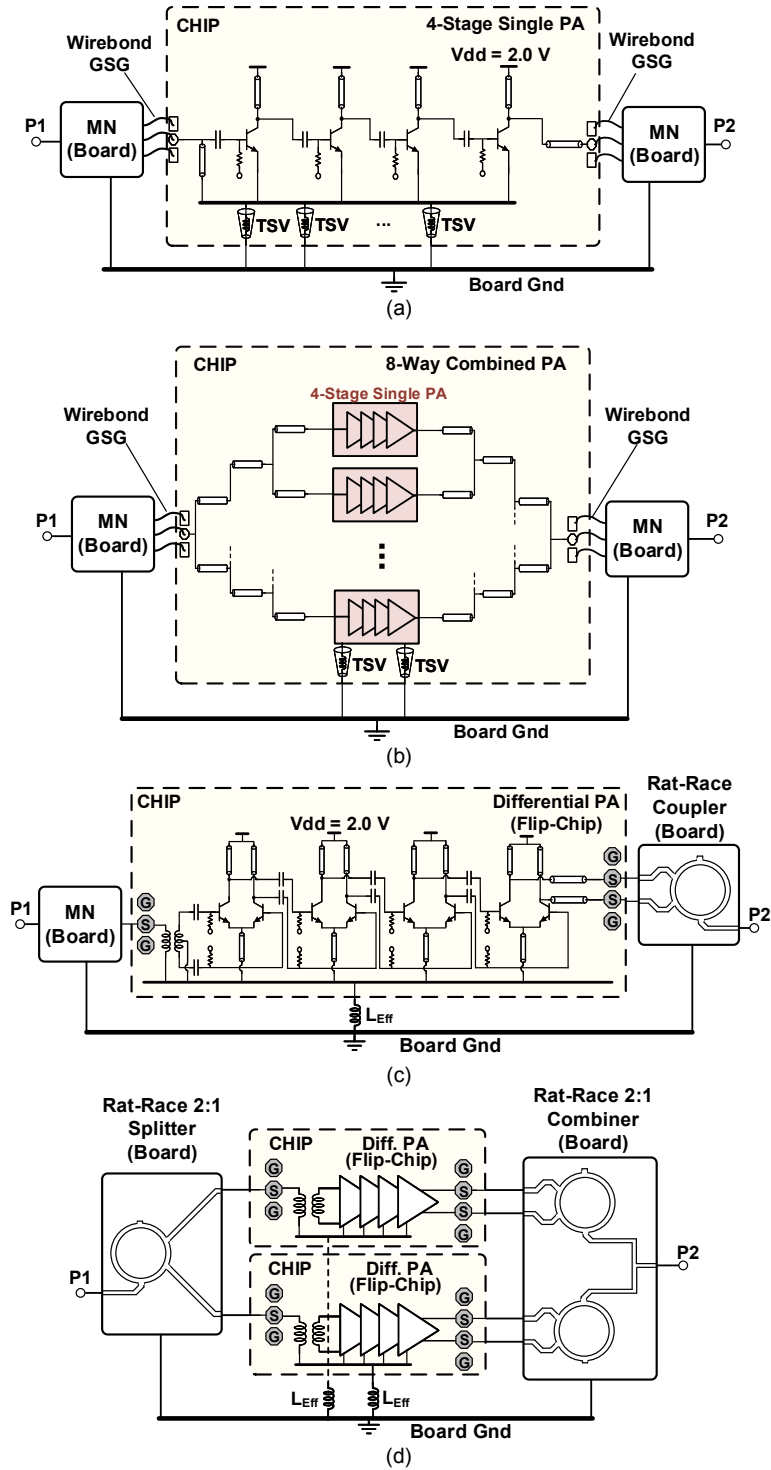 CHIP
4-Stage Single PA
Wirebond
GSG
Vdd = 2.0 V
Wirebond
GSG
P1
MN
(Board)
MN
(Board)
P2
TSV
TSV
...
TSV
Board Gnd
(a)
CHIP
8-Way Combined PA
4-Stage Single PA
Wirebond
GSG
Wirebond
GSG
P1
MN
(Board)
MN
(Board)
P2
TSV
TSV
Board Gnd
(b)
Rat-Race
Coupler
(Board)
CHIP
Differential PA
(Flip-Chip)
Vdd = 2.0 V
G
S
G
G
S
S
G
P1
MN
(Board)
P2
LEff
Board Gnd
(c)
Rat-Race 2:1
Splitter
(Board)
Rat-Race 2:1
Combiner
(Board)
CHIP
Diff. PA
(Flip-Chip)
G
S
G
G
S
S
G
P1
CHIP
Diff. PA
(Flip-Chip)
G
S
G
G
S
S
G
P2
LEff
LEff
Board Gnd
(d)